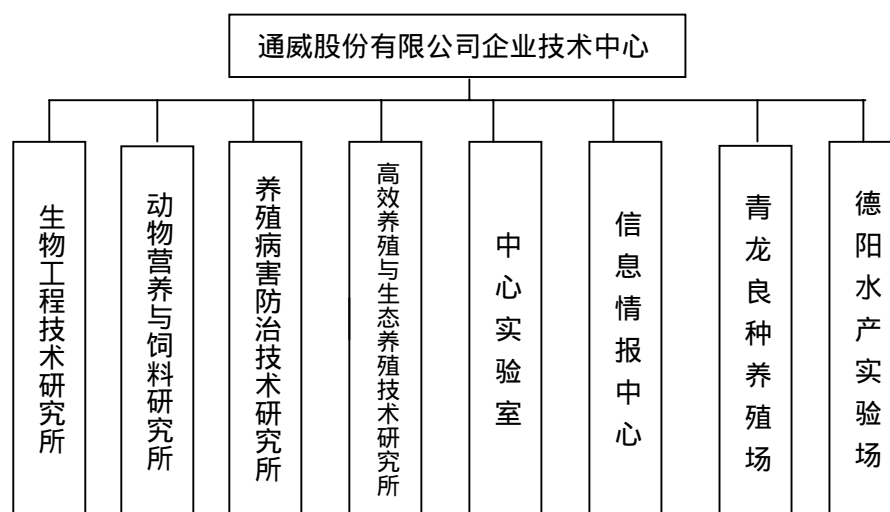 通威股份有限公司企业技术中心
生物工程技术研究所
动物营养与饲料研究所
养殖病害防治技术研究所
高效养殖与生态养殖技术研究所
中心实验室
信息情报中心
青龙良种养殖场
德阳水产实验场